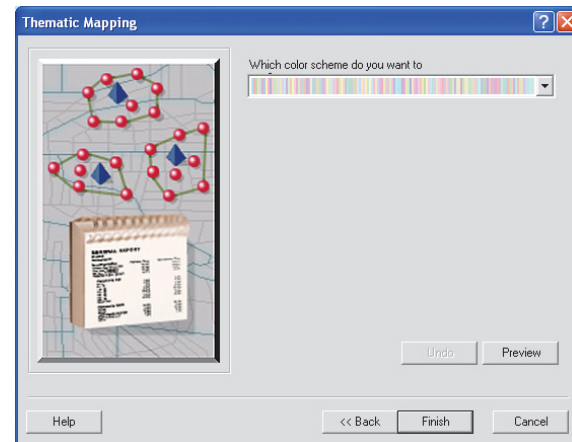 Thematic Mapping
Which color scheme do you want to
Undo
Preview
Help
<< Back
Finish
Cancel